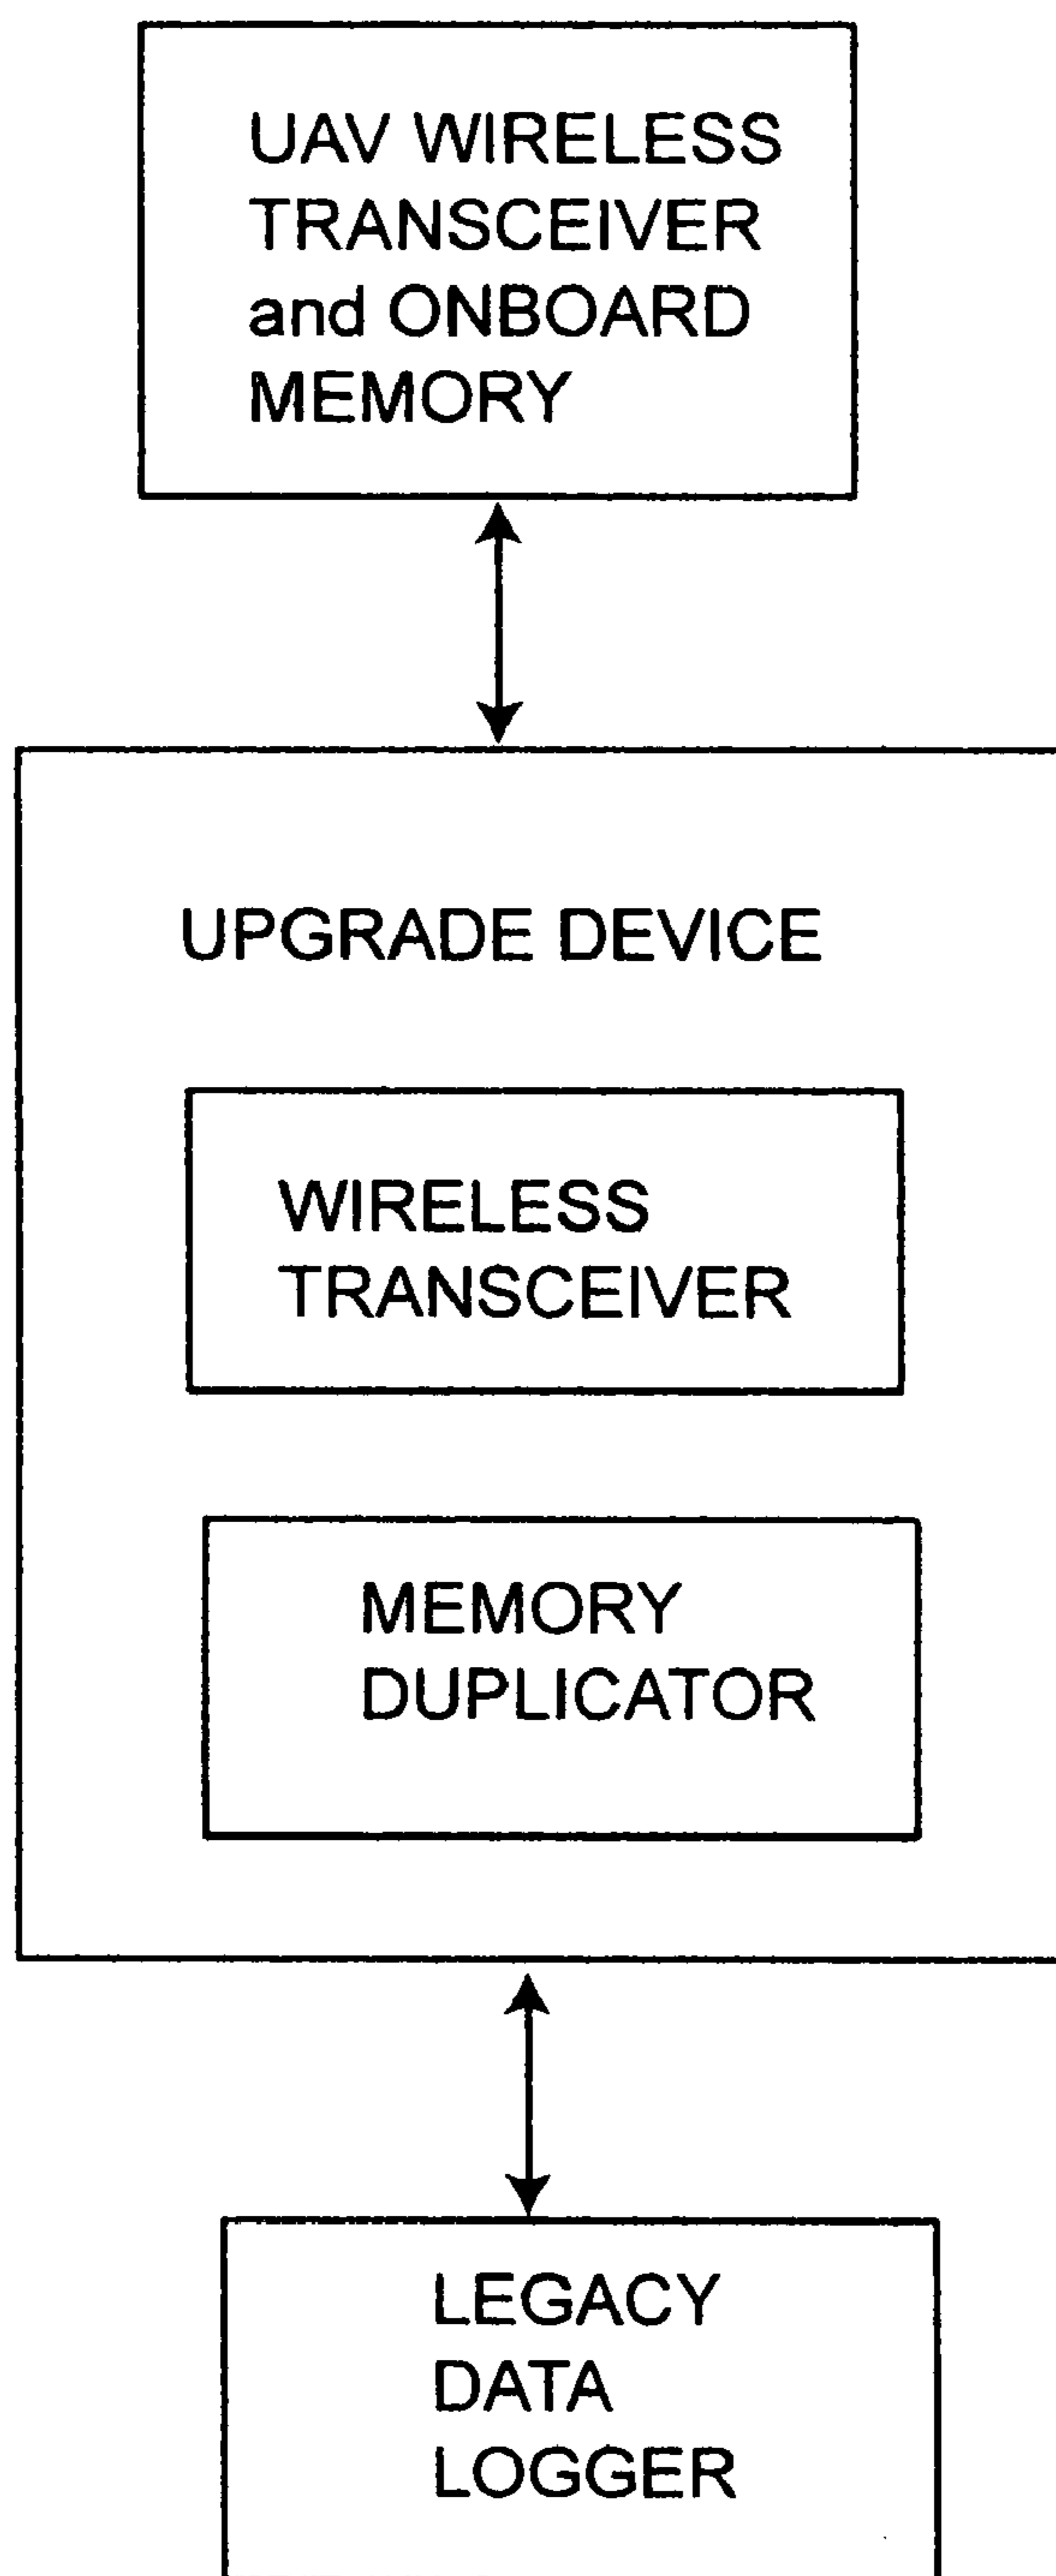 UAV WIRELESS
TRANSCEIVER
and ONBOARD
MEMORY
UPGRADE DEVICE
WIRELESS
TRANSCEIVER
MEMORY
DUPLICATOR
LEGACY
DATA
LOGGER